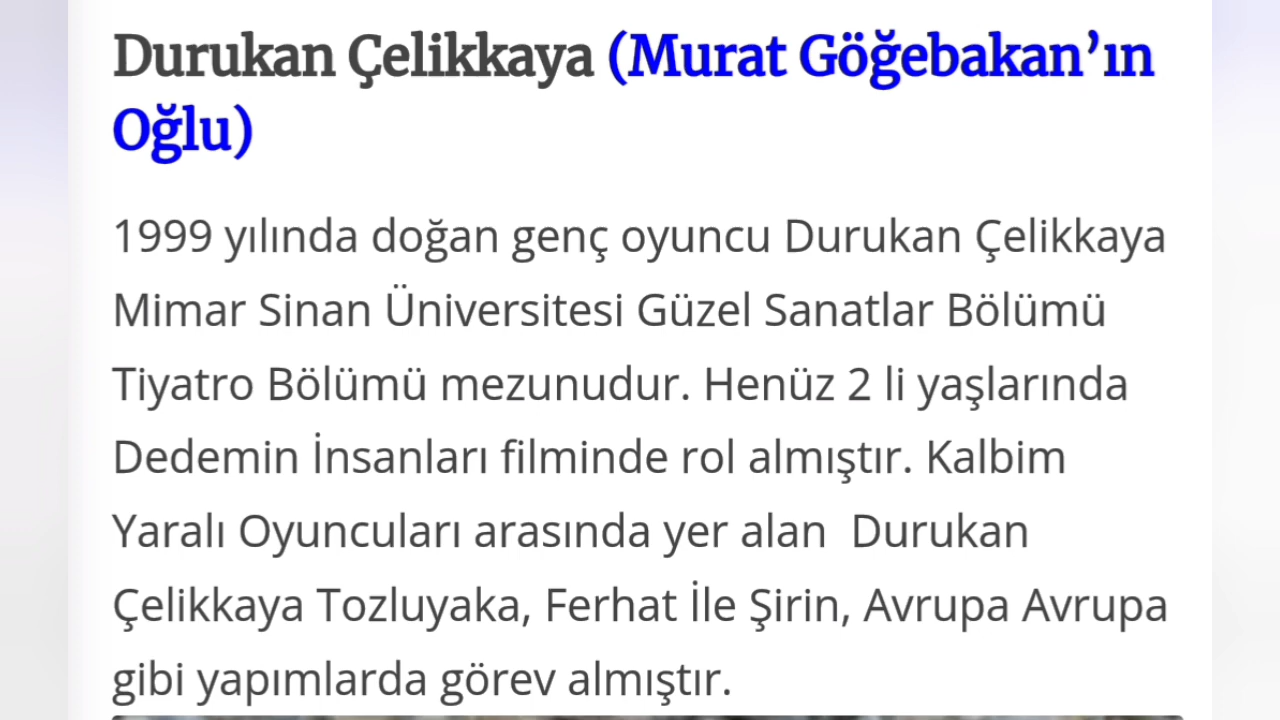 Durukan Çelikkaya (Murat Göğebakan’ın
Oğlu)
1999 yılında doğan genç oyuncu Durukan Çelikkaya
Mimar Sinan Üniversitesi Güzel Sanatlar Bölümü
Tiyatro Bölümü mezunudur. Henüz 2 li yaşlarında
Dedemin İnsanları filminde rol almıştır. Kalbim
Yaralı Oyuncuları arasında yer alan  Durukan
Çelikkaya Tozluyaka, Ferhat İle Şirin, Avrupa Avrupa
gibi yapımlarda görev almıştır.